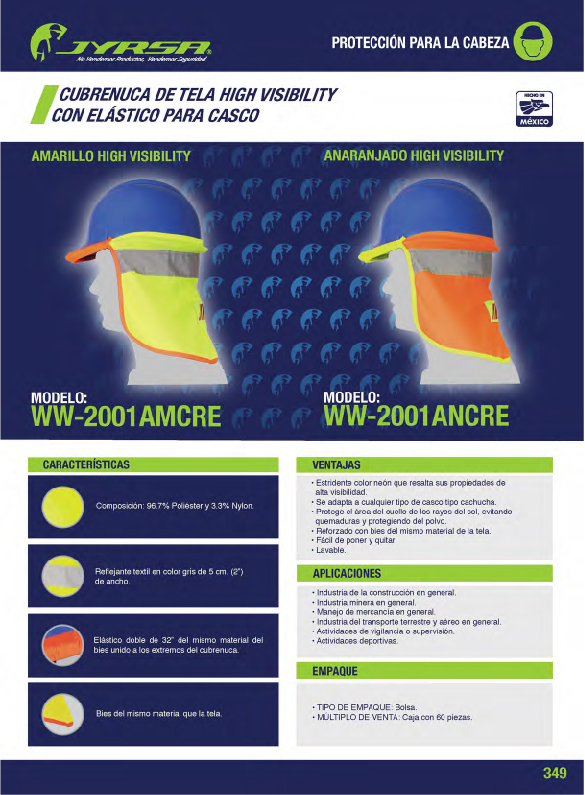 JYRSA®
No Vendemos Productos, Vendemos Seguridad
PROTECCIÓN PARA LA CABEZA
CUBRENUCA DE TELA HIGH VISIBILITY
CON ELÁSTICO PARA CASCO
HECHO EN
MÉXICO
AMARILLO HIGH VISIBILITY
ANARANJADO HIGH VISIBILITY
MODELO:
WW-2001AMCRE
MODELO:
WW-2001ANCRE
CARACTERÍSTICAS
Composición: 96.7% Poliéster y 3.3% Nylon.
Reflejante textil en color gris de 5 cm. (2")
de ancho.
Elástico doble de 32" del mismo material del
bies unido a los extremos del cubrenuca.
Bies del mismo material que la tela.
VENTAJAS
• Estridente color neón que resalta sus propiedades de
alta visibilidad.
• Se adapta a cualquier tipo de casco tipo cachucha.
• Protege el área del cuello de los rayos del sol, evitando
quemaduras y protegiendo del polvo.
• Reforzado con bies del mismo material de la tela.
• Fácil de poner y quitar
• Lavable.
APLICACIONES
• Industria de la construcción en general.
• Industria minera en general.
• Manejo de mercancía en general.
• Industria del transporte terrestre y aéreo en general.
• Actividades de vigilancia o supervisión.
• Actividades deportivas.
EMPAQUE
• TIPO DE EMPAQUE: Bolsa.
• MÚLTIPLO DE VENTA: Caja con 60 piezas.
349